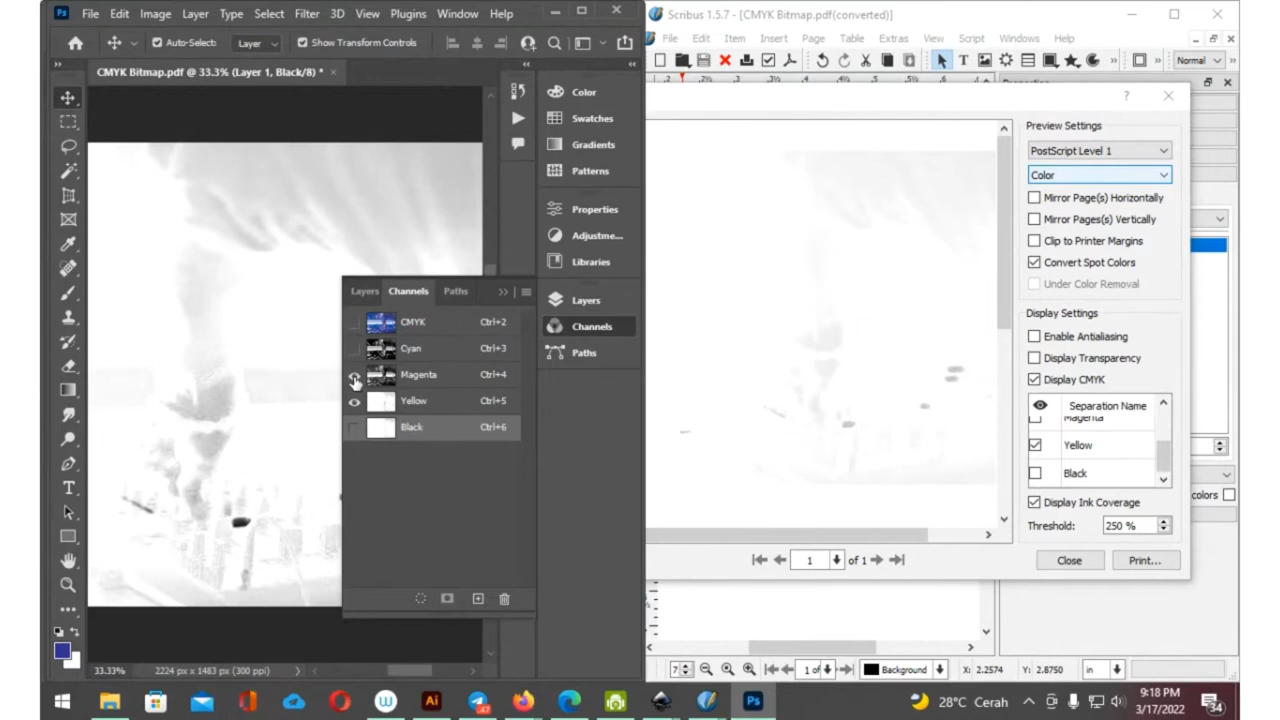 Ps File Edit Image Layer Type Select Filter 3D View Plugins Window Help
Auto-Select: Layer Show Transform Controls
CMYK Bitmap.pdf @ 33.3% (Layer 1, Black/8) *
Color
Swatches
Gradients
Patterns
Properties
Adjustme...
Libraries
Layers
Channels
Paths
Layers Channels Paths
CMYK Ctrl+2
Cyan Ctrl+3
Magenta Ctrl+4
Yellow Ctrl+5
Black Ctrl+6
33.33% 2224 px x 1483 px (300 ppi)
Scribus 1.5.7 - [CMYK Bitmap.pdf(converted)]
File Edit Item Insert Page Table Extras View Script Windows Help
Normal
Preview Settings
PostScript Level 1
Color
Mirror Page(s) Horizontally
Mirror Pages(s) Vertically
Clip to Printer Margins
Convert Spot Colors
Under Color Removal
Display Settings
Enable Antialiasing
Display Transparency
Display CMYK
Separation Name
Magenta
Yellow
Black
Display Ink Coverage
Threshold: 250 %
colors
1 of 1
Close Print...
1 of Background X: 2.2574 Y: 2.8750 in
28°C Cerah
9:18 PM
3/17/2022
34